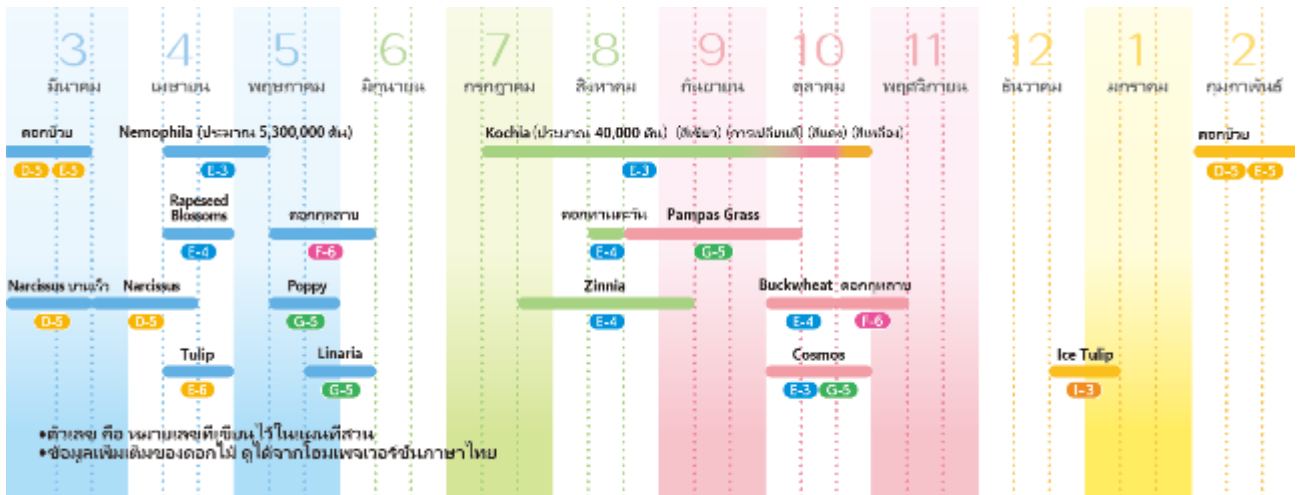 3 4 5 6 7 8 9 10 11 12 1 2
มีนาคม เมษายน พฤษภาคม มิถุนายน กรกฎาคม สิงหาคม กันยายน ตุลาคม พฤศจิกายน ธันวาคม มกราคม กุมภาพันธ์
ดอกบ๊วย Nemophila (ประมาณ 5,300,000 ต้น) Kochia (ประมาณ 40,000 ต้น) (สีเขียว) (การเปลี่ยนสี) (สีแดง) (สีเหลือง) ดอกบ๊วย
D-5 E-5 E-3 E-3 D-5 E-5
Rapeseed
Blossoms ดอกกุหลาบ ดอกทานตะวัน Pampas Grass
E-4 F-6 E-4 G-5
Narcissus บานเร็ว Narcissus Poppy Zinnia Buckwheat ดอกกุหลาบ
D-5 D-5 G-5 E-4 E-4 F-6
Tulip Linaria Cosmos Ice Tulip
E-6 G-5 E-3 G-5 I-3
•ตัวเลข คือ หมายเลขที่เขียนไว้ในแผนที่สวน
•ข้อมูลเพิ่มเติมของดอกไม้ ดูได้จากโฮมเพจเวอร์ชั่นภาษาไทย